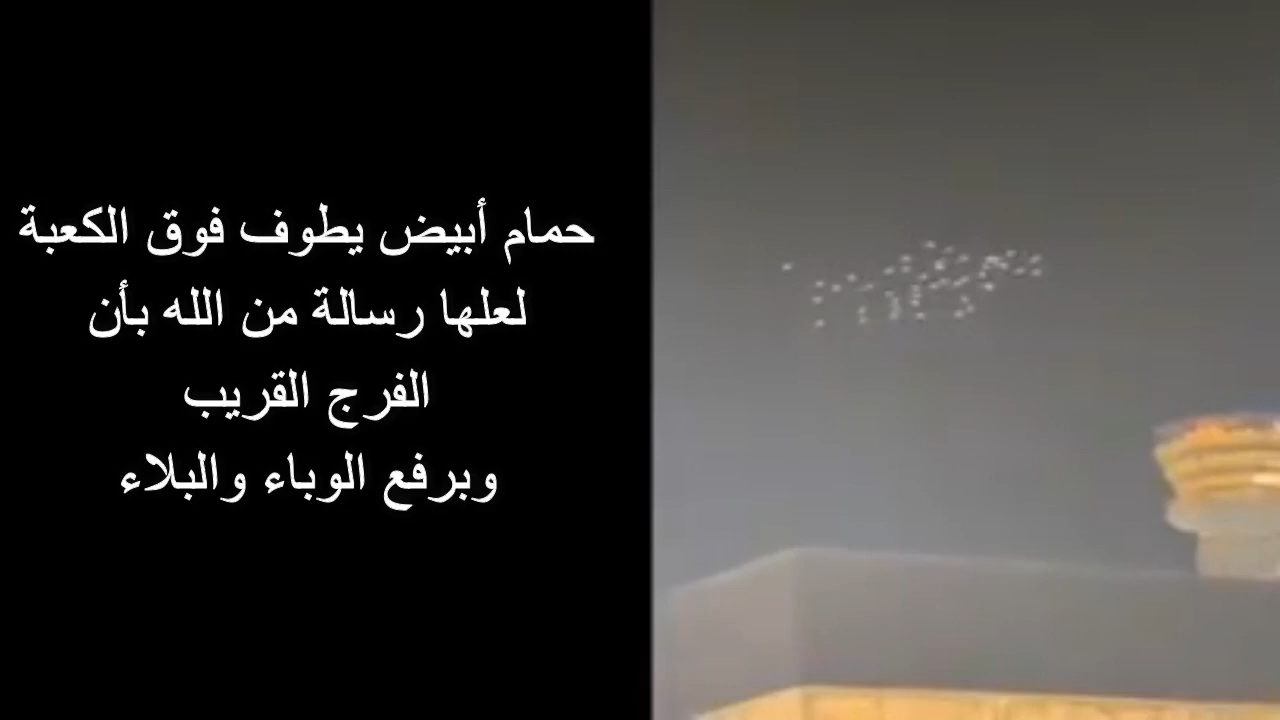 حمام أبيض يطوف فوق الكعبة
لعلها رسالة من الله بأن
الفرج القريب
وبرفع الوباء والبلاء